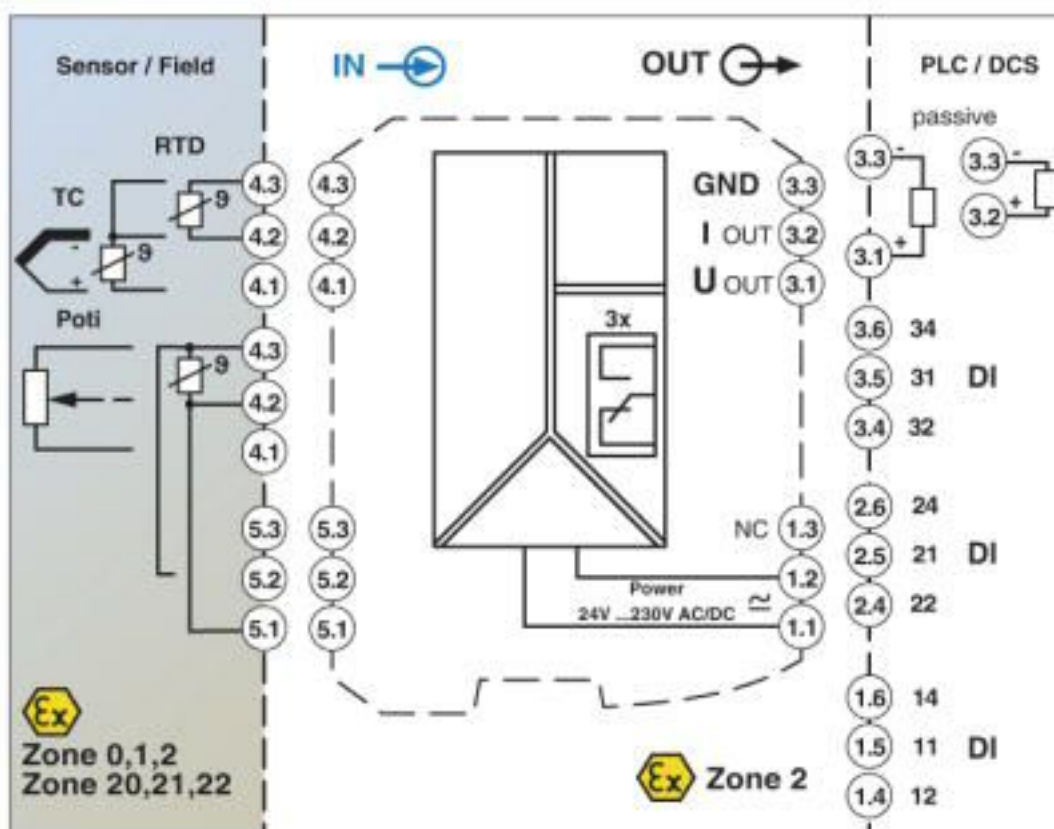 Sensor / Field
IN
OUT
PLC / DCS
passive
RTD
TC
ϑ
ϑ
-
+
4.3
4.2
4.1
4.3
4.2
4.1
GND 3.3
I OUT 3.2
U OUT 3.1
3.3 -
3.1 +
3.3 -
3.2 +
Poti
ϑ
4.3
4.2
4.1
3x
3.6 34
3.5 31 DI
3.4 32
5.3
5.2
5.1
5.3
5.2
5.1
NC 1.3
1.2
1.1
Power
24V ...230V AC/DC
2.6 24
2.5 21 DI
2.4 22
Ex
Zone 0,1,2
Zone 20,21,22
Ex Zone 2
1.6 14
1.5 11 DI
1.4 12